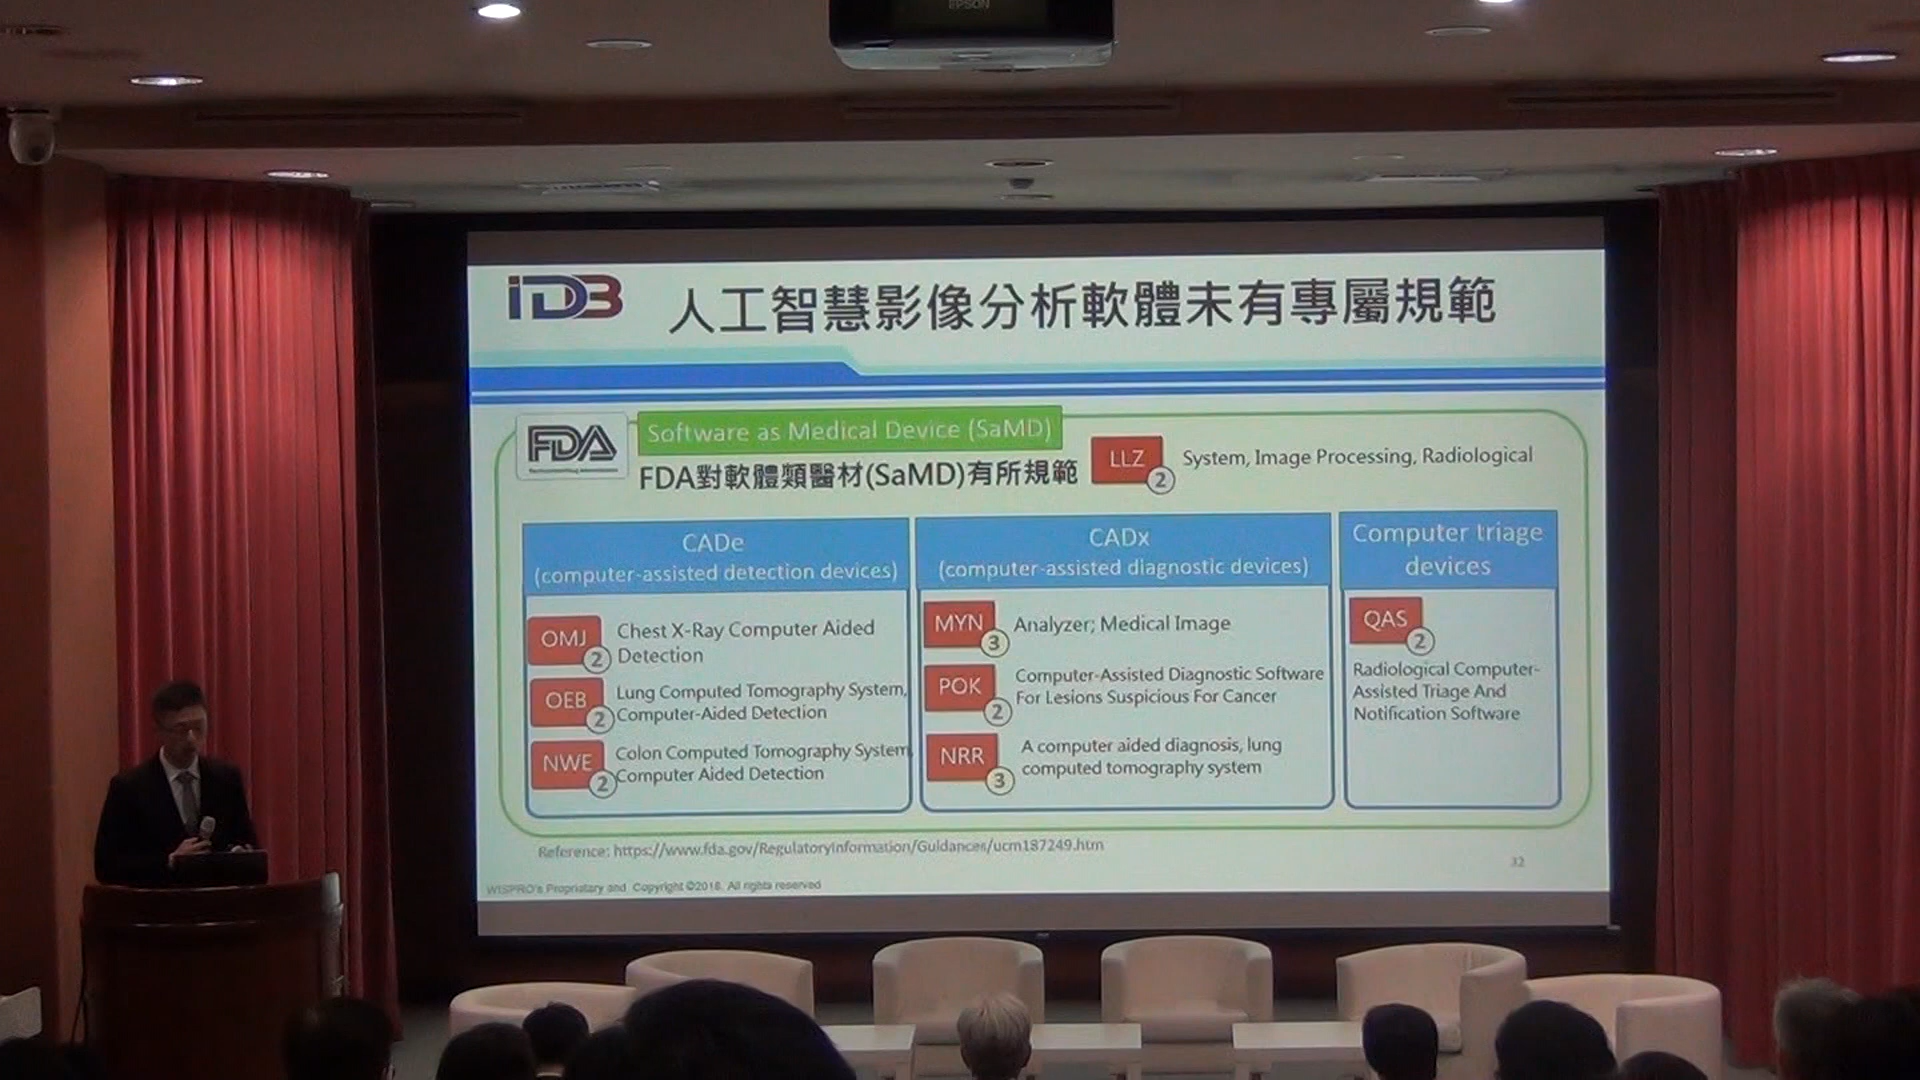 EPSON
iDB
人工智慧影像分析軟體未有專屬規範
FDA
Software as Medical Device (SaMD)
FDA對軟體類醫材(SaMD)有所規範
LLZ
2
System, Image Processing, Radiological
CADe
(computer-assisted detection devices)
OMJ
2
Chest X-Ray Computer Aided
Detection
OEB
2
Lung Computed Tomography System,
Computer-Aided Detection
NWE
2
Colon Computed Tomography System
Computer Aided Detection
CADx
(computer-assisted diagnostic devices)
MYN
3
Analyzer; Medical Image
POK
2
Computer-Assisted Diagnostic Software
For Lesions Suspicious For Cancer
NRR
3
A computer aided diagnosis, lung
computed tomography system
Computer triage
devices
QAS
2
Radiological Computer-
Assisted Triage And
Notification Software
Reference: https://www.fda.gov/RegulatoryInformation/Guidances/ucm187249.htm
32
WISPRO's Proprietary and Copyright ©2018. All rights reserved